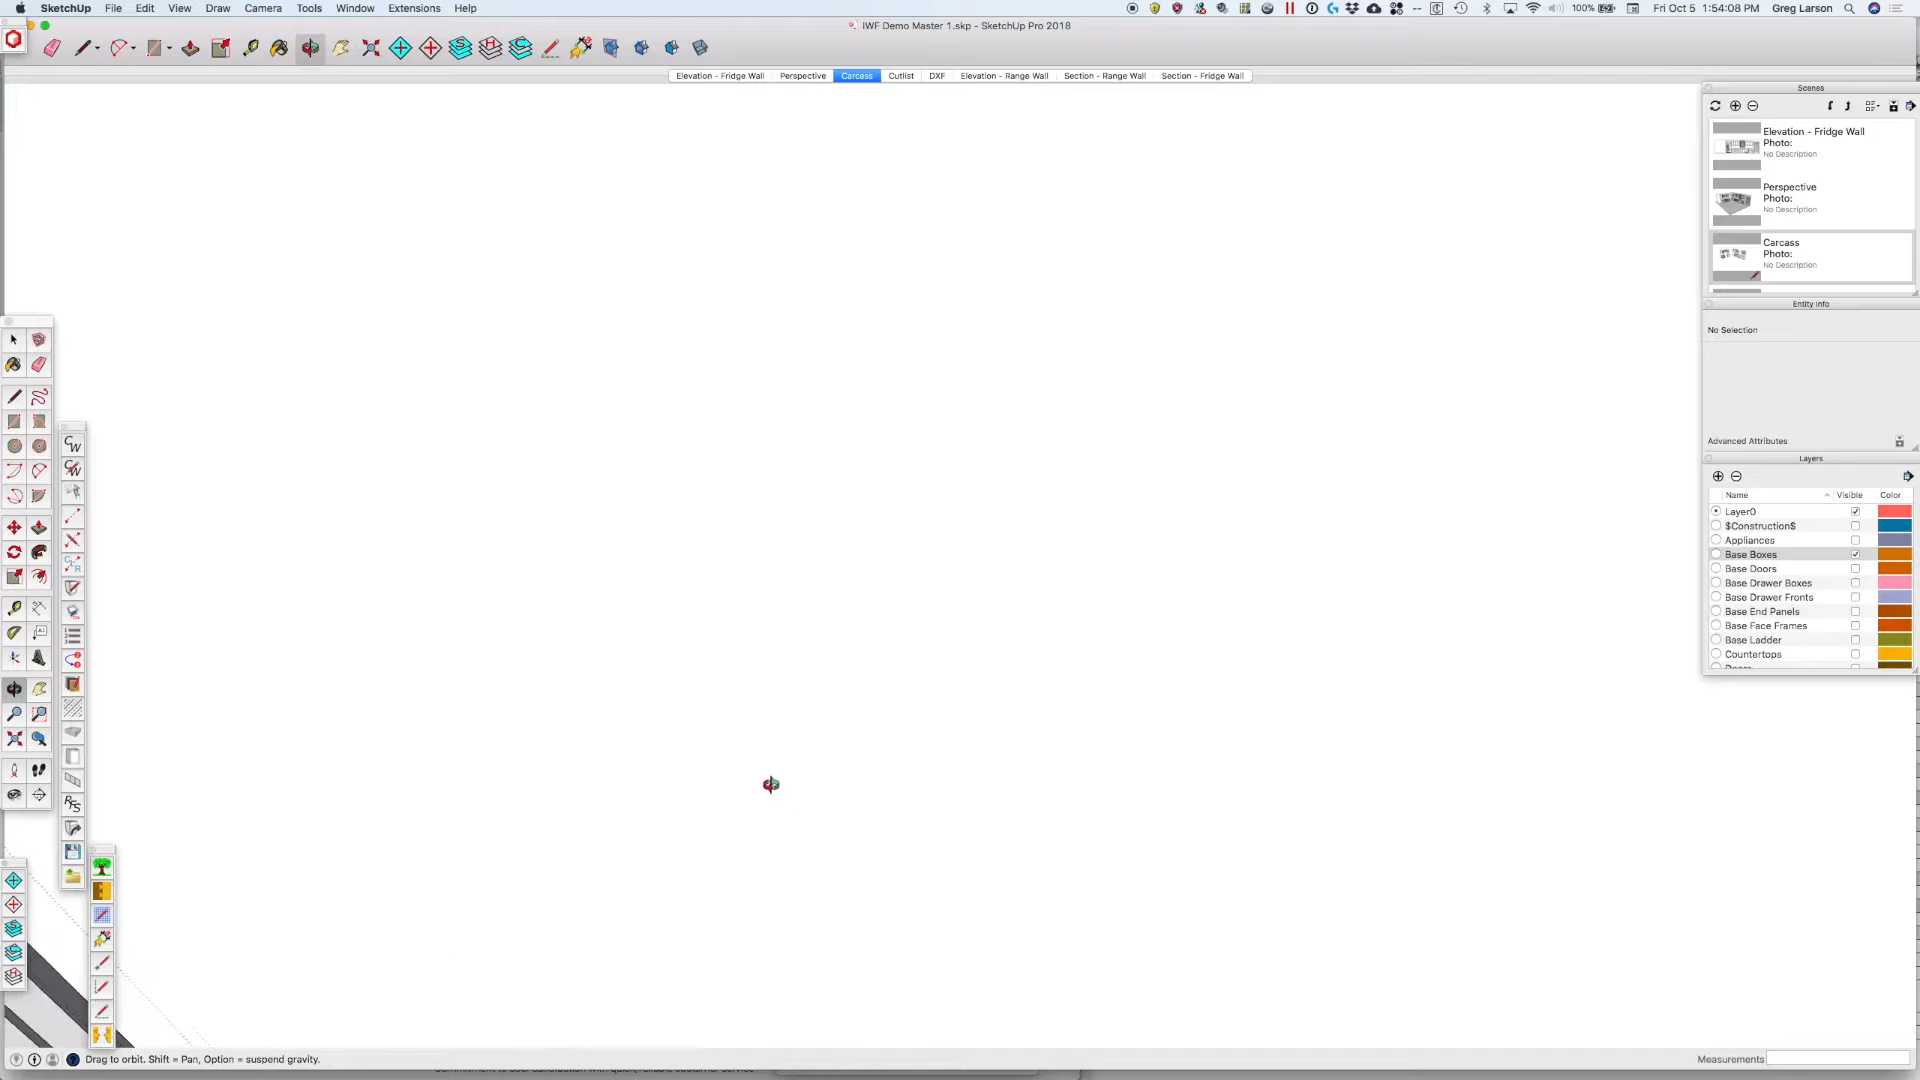 SketchUp File Edit View Draw Camera Tools Window Extensions Help
100% Fri Oct 5 1:54:08 PM Greg Larson
IWF Demo Master 1.skp - SketchUp Pro 2018
Elevation - Fridge Wall Perspective Carcass Cutlist DXF Elevation - Range Wall Section - Range Wall Section - Fridge Wall
Scenes
Elevation - Fridge Wall
Photo:
No Description
Perspective
Photo:
No Description
Carcass
Photo:
No Description
Entity Info
No Selection
Advanced Attributes
Layers
Name Visible Color
Layer0
$Construction$
Appliances
Base Boxes
Base Doors
Base Drawer Boxes
Base Drawer Fronts
Base End Panels
Base Face Frames
Base Ladder
Countertops
Doors
CW
CW
CLR
RFS
Drag to orbit. Shift = Pan, Option = suspend gravity.
Measurements